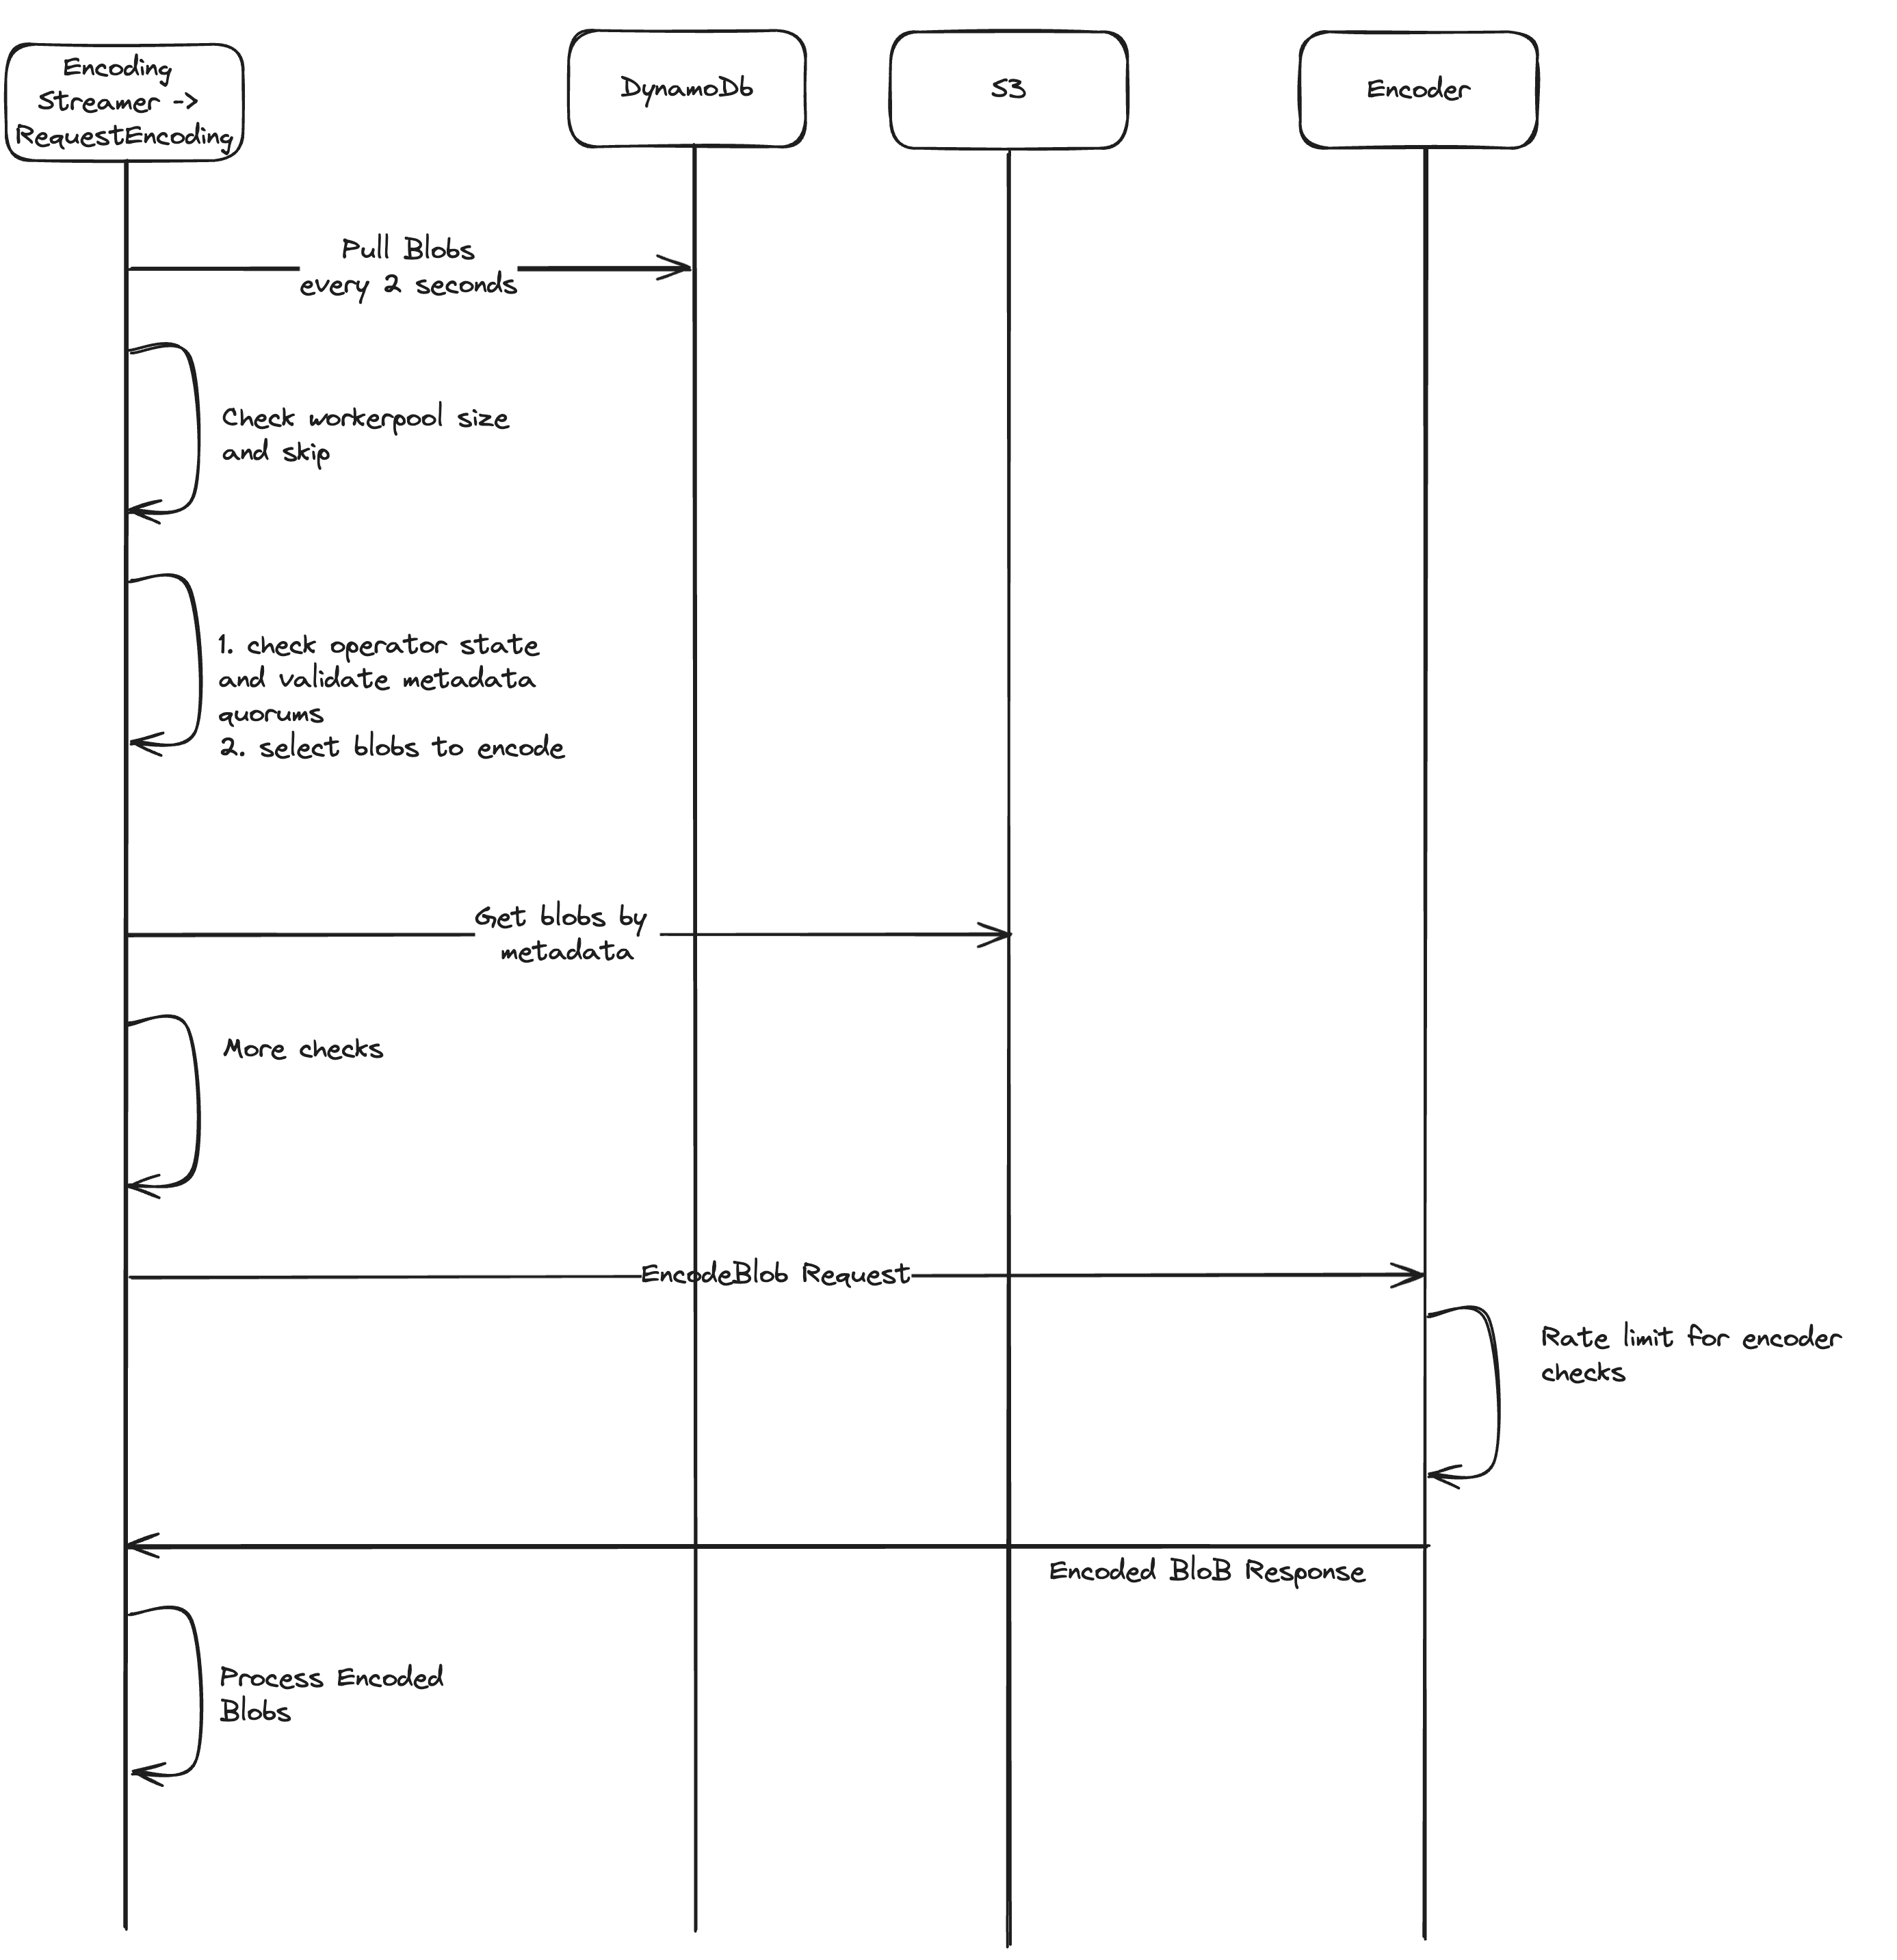 Encoding
Streamer ->
RequestEncoding
DynamoDb
S3
Encoder
Pull Blobs
every 2 seconds
Check workerpool size
and skip
1. check operator state
and validate metadata
quorums
2. select blobs to encode
Get blobs by
metadata
More checks
EncodeBlob Request
Rate limit for encoder
checks
Encoded BloB Response
Process Encoded
Blobs